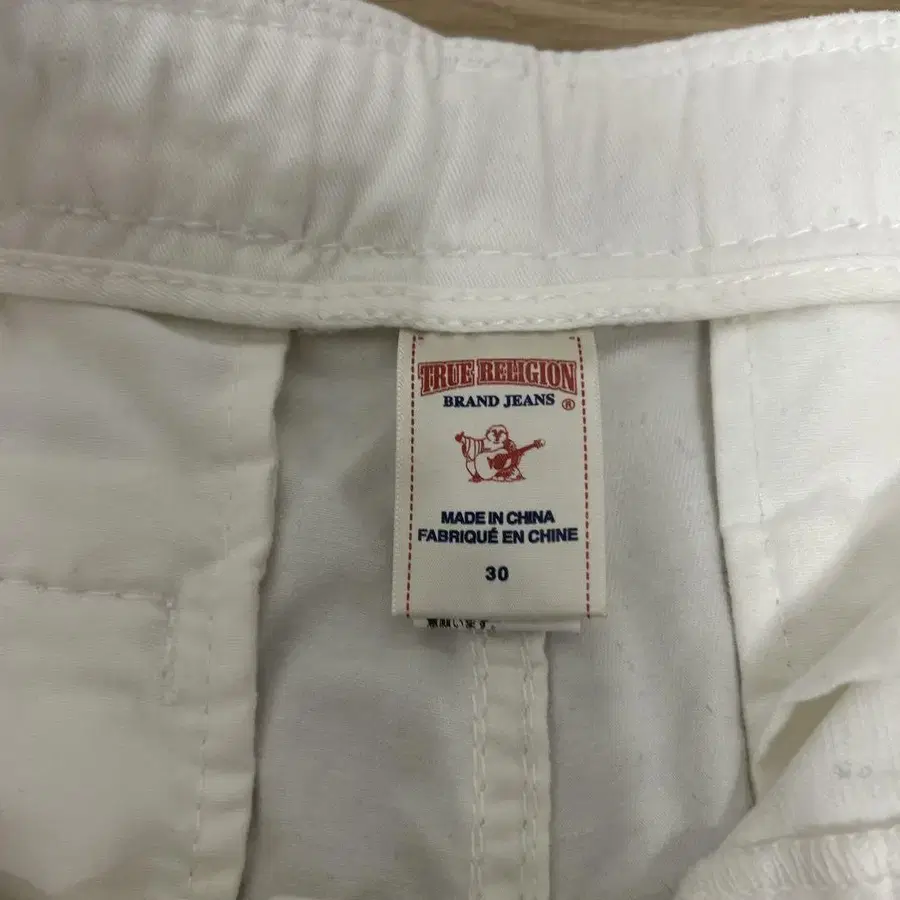 TRUE RELIGION
BRAND JEANS ®
MADE IN CHINA
FABRIQUÉ EN CHINE
30